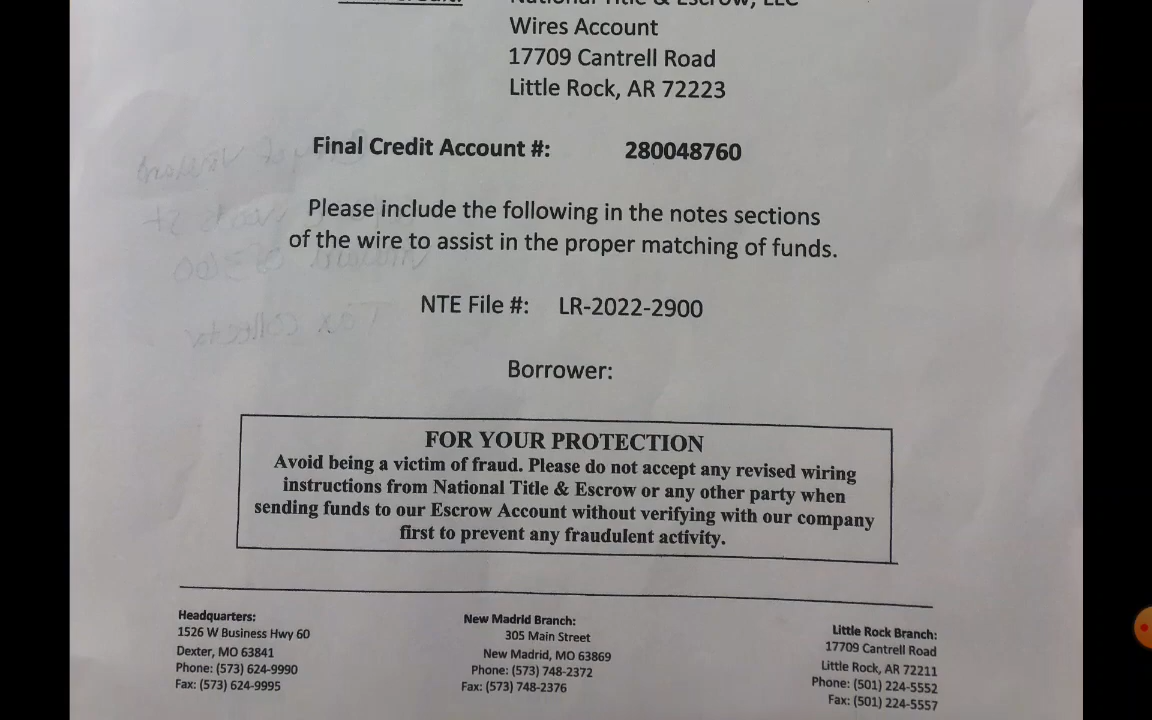 National Title & Escrow, LLC
Wires Account
17709 Cantrell Road
Little Rock, AR 72223
Final Credit Account #: 280048760
Please include the following in the notes sections
of the wire to assist in the proper matching of funds.
NTE File #: LR-2022-2900
Borrower:
FOR YOUR PROTECTION
Avoid being a victim of fraud. Please do not accept any revised wiring
instructions from National Title & Escrow or any other party when
sending funds to our Escrow Account without verifying with our company
first to prevent any fraudulent activity.
Headquarters:
1526 W Business Hwy 60
Dexter, MO 63841
Phone: (573) 624-9990
Fax: (573) 624-9995
New Madrid Branch:
305 Main Street
New Madrid, MO 63869
Phone: (573) 748-2372
Fax: (573) 748-2376
Little Rock Branch:
17709 Cantrell Road
Little Rock, AR 72211
Phone: (501) 224-5552
Fax: (501) 224-5557
Tax collector